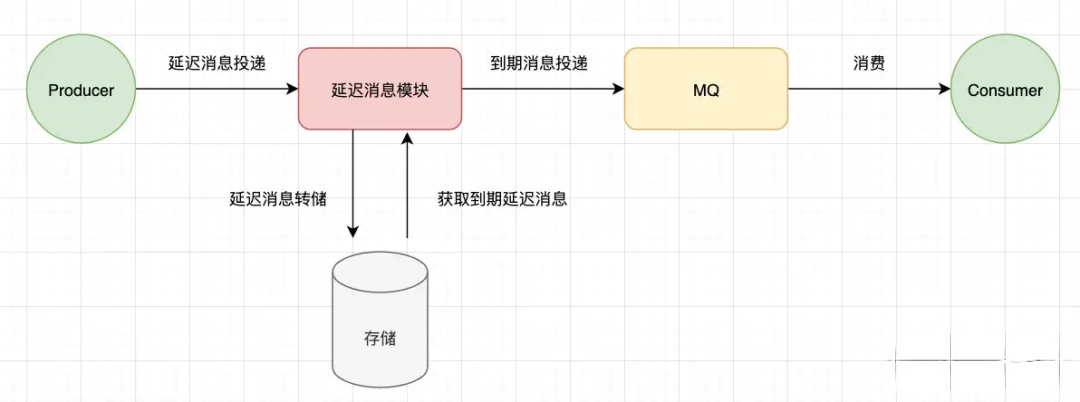 延迟消息投递
到期消息投递
消费
Producer
延迟消息模块
MQ
Consumer
延迟消息转储
获取到期延迟消息
存储